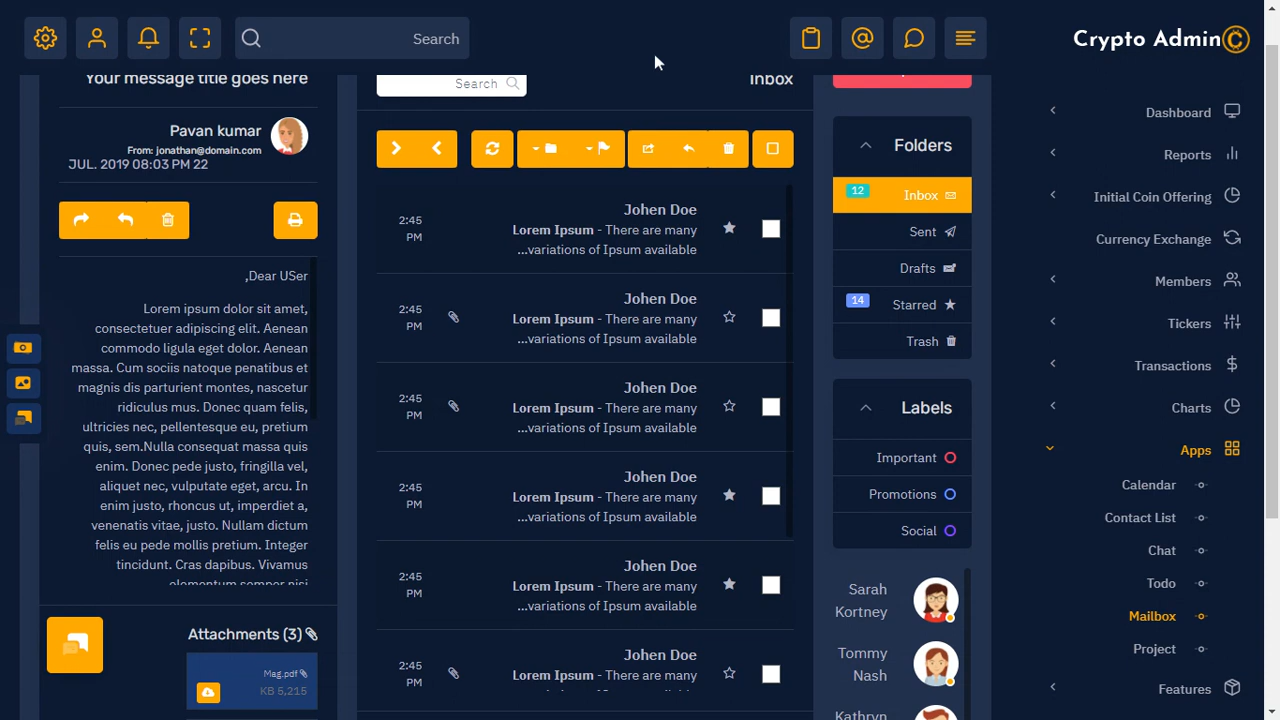 Search
Crypto Admin
Your message title goes here
Pavan kumar
From: jonathan@domain.com
JUL. 2019 08:03 PM 22
,Dear USer
Lorem ipsum dolor sit amet,
consectetuer adipiscing elit. Aenean
commodo ligula eget dolor. Aenean
massa. Cum sociis natoque penatibus et
magnis dis parturient montes, nascetur
ridiculus mus. Donec quam felis,
ultricies nec, pellentesque eu, pretium
quis, sem.Nulla consequat massa quis
enim. Donec pede justo, fringilla vel,
aliquet nec, vulputate eget, arcu. In
enim justo, rhoncus ut, imperdiet a,
venenatis vitae, justo. Nullam dictum
felis eu pede mollis pretium. Integer
tincidunt. Cras dapibus. Vivamus
elementum semper nisi
Attachments (3)
Mag.pdf
KB 5,215
Search
Inbox
Johen Doe
2:45 PM
Lorem Ipsum - There are many
...variations of Ipsum available
Johen Doe
2:45 PM
Lorem Ipsum - There are many
...variations of Ipsum available
Johen Doe
2:45 PM
Lorem Ipsum - There are many
...variations of Ipsum available
Johen Doe
2:45 PM
Lorem Ipsum - There are many
...variations of Ipsum available
Johen Doe
2:45 PM
Lorem Ipsum - There are many
...variations of Ipsum available
Johen Doe
2:45 PM
Lorem Ipsum - There are many
...variations of Ipsum available
Folders
12 Inbox
Sent
Drafts
14 Starred
Trash
Labels
Important
Promotions
Social
Sarah
Kortney
Tommy
Nash
Kathryn
Dashboard
Reports
Initial Coin Offering
Currency Exchange
Members
Tickers
Transactions
Charts
Apps
Calendar
Contact List
Chat
Todo
Mailbox
Project
Features